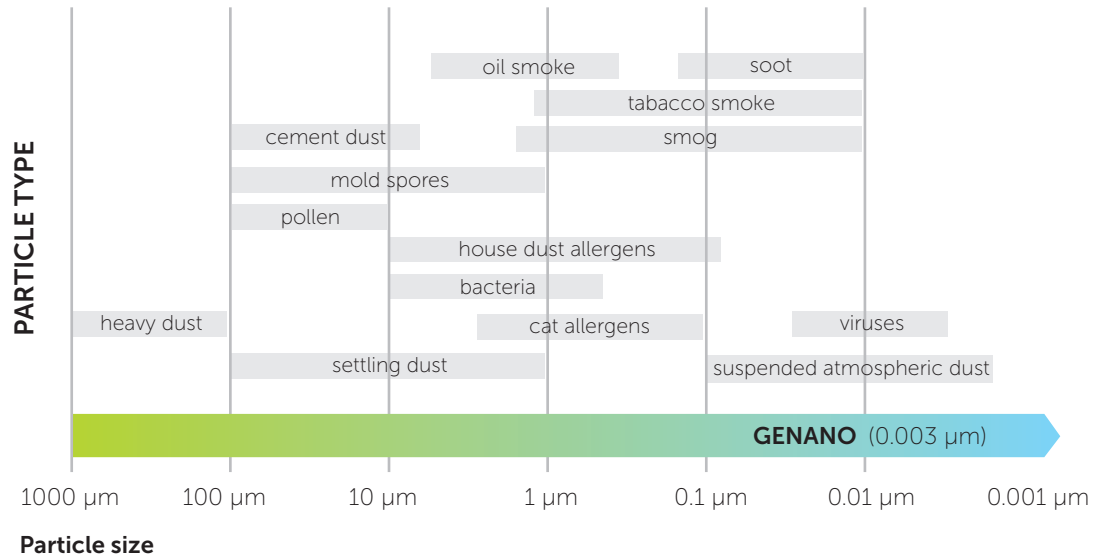 PARTICLE TYPE
oil smoke
soot
tabacco smoke
cement dust
smog
mold spores
pollen
house dust allergens
bacteria
heavy dust
cat allergens
viruses
settling dust
suspended atmospheric dust
GENANO (0.003 µm)
1000 µm 100 µm 10 µm 1 µm 0.1 µm 0.01 µm 0.001 µm
Particle size